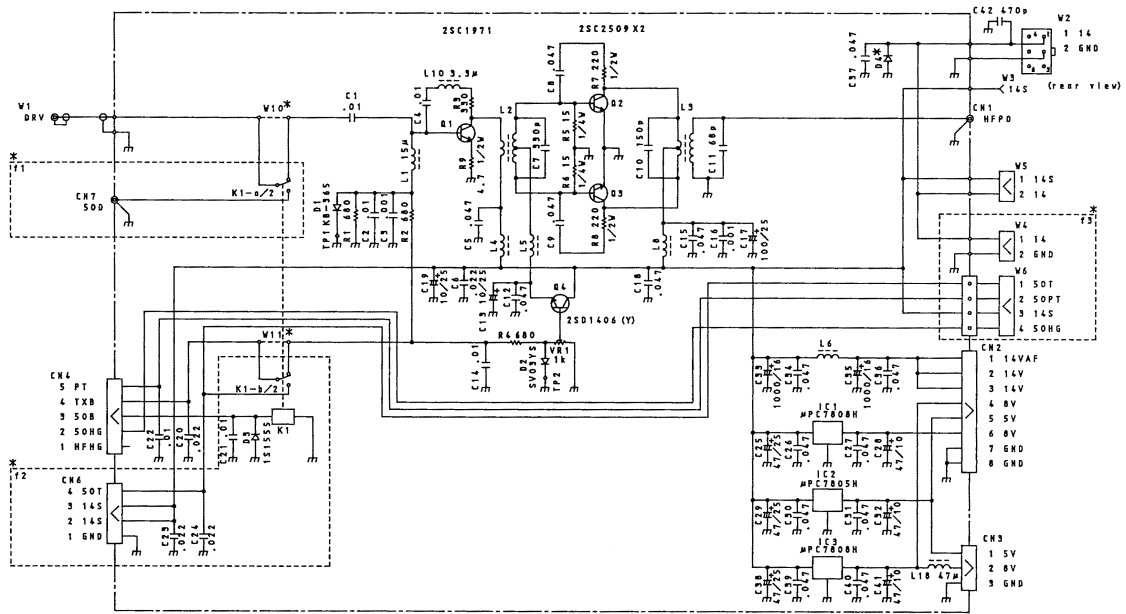 C42 470p
W2
1 14
2 GND
4 1
6 3
(rear view)
2SC1971
2SC2509X2
C37 .047
D4*
W3
14S
CN1
HFPO
W1
DRV
W10*
C1
.01
L10 3.3µ
C4 .01
R3 330
Q1
R9
4.7 1/2W
L1 15µ
L2
C7 330p
C8 .047
R7 220
1/2W
Q2
R5 15
1/4W
R6 15
1/4W
Q3
C9 .047
R8 220
1/2W
L3
C10 150p
C11 68p
W5
1 14S
2 14
* f1
CN7
50D
K1-a/2
D1
TP1 KB-365
R1 680
C2 .01
C3 .001
R2 680
C5 .047
L4
L5
L8
C15 .047
C16 .001
C17
100/25
* f3
W4
1 14
2 GND
W6
1 50T
2 50PT
3 14S
4 50HG
C19
10/25
C6 .022
C13
10/25
C12 .047
Q4
2SD1406(Y)
C18 .047
R4 680
C14 .01
D2
SV03YS
TP2
VR1
1k
W11*
K1-b/2
K1
CN4
5 PT
4 TXB
3 50B
2 50HG
1 HFHG
C22 .01
C20 .022
C21 .01
D3
1S1555
* f2
CN6
4 50T
3 14S
2 14S
1 GND
C23 .022
C24 .022
L6
C33
1000/16
C34 .047
C35
1000/16
C36 .047
CN2
1 14VAF
2 14V
3 14V
4 8V
5 5V
6 8V
7 GND
8 GND
IC1
µPC7808H
C25
47/25
C26 .047
C27 .047
C28
47/10
IC2
µPC7805H
C29
47/25
C30 .047
C31 .047
C32
47/10
IC3
µPC7808H
C38
47/25
C39 .047
C40 .047
C41
47/10
L18 47µ
CN3
1 5V
2 8V
3 GND